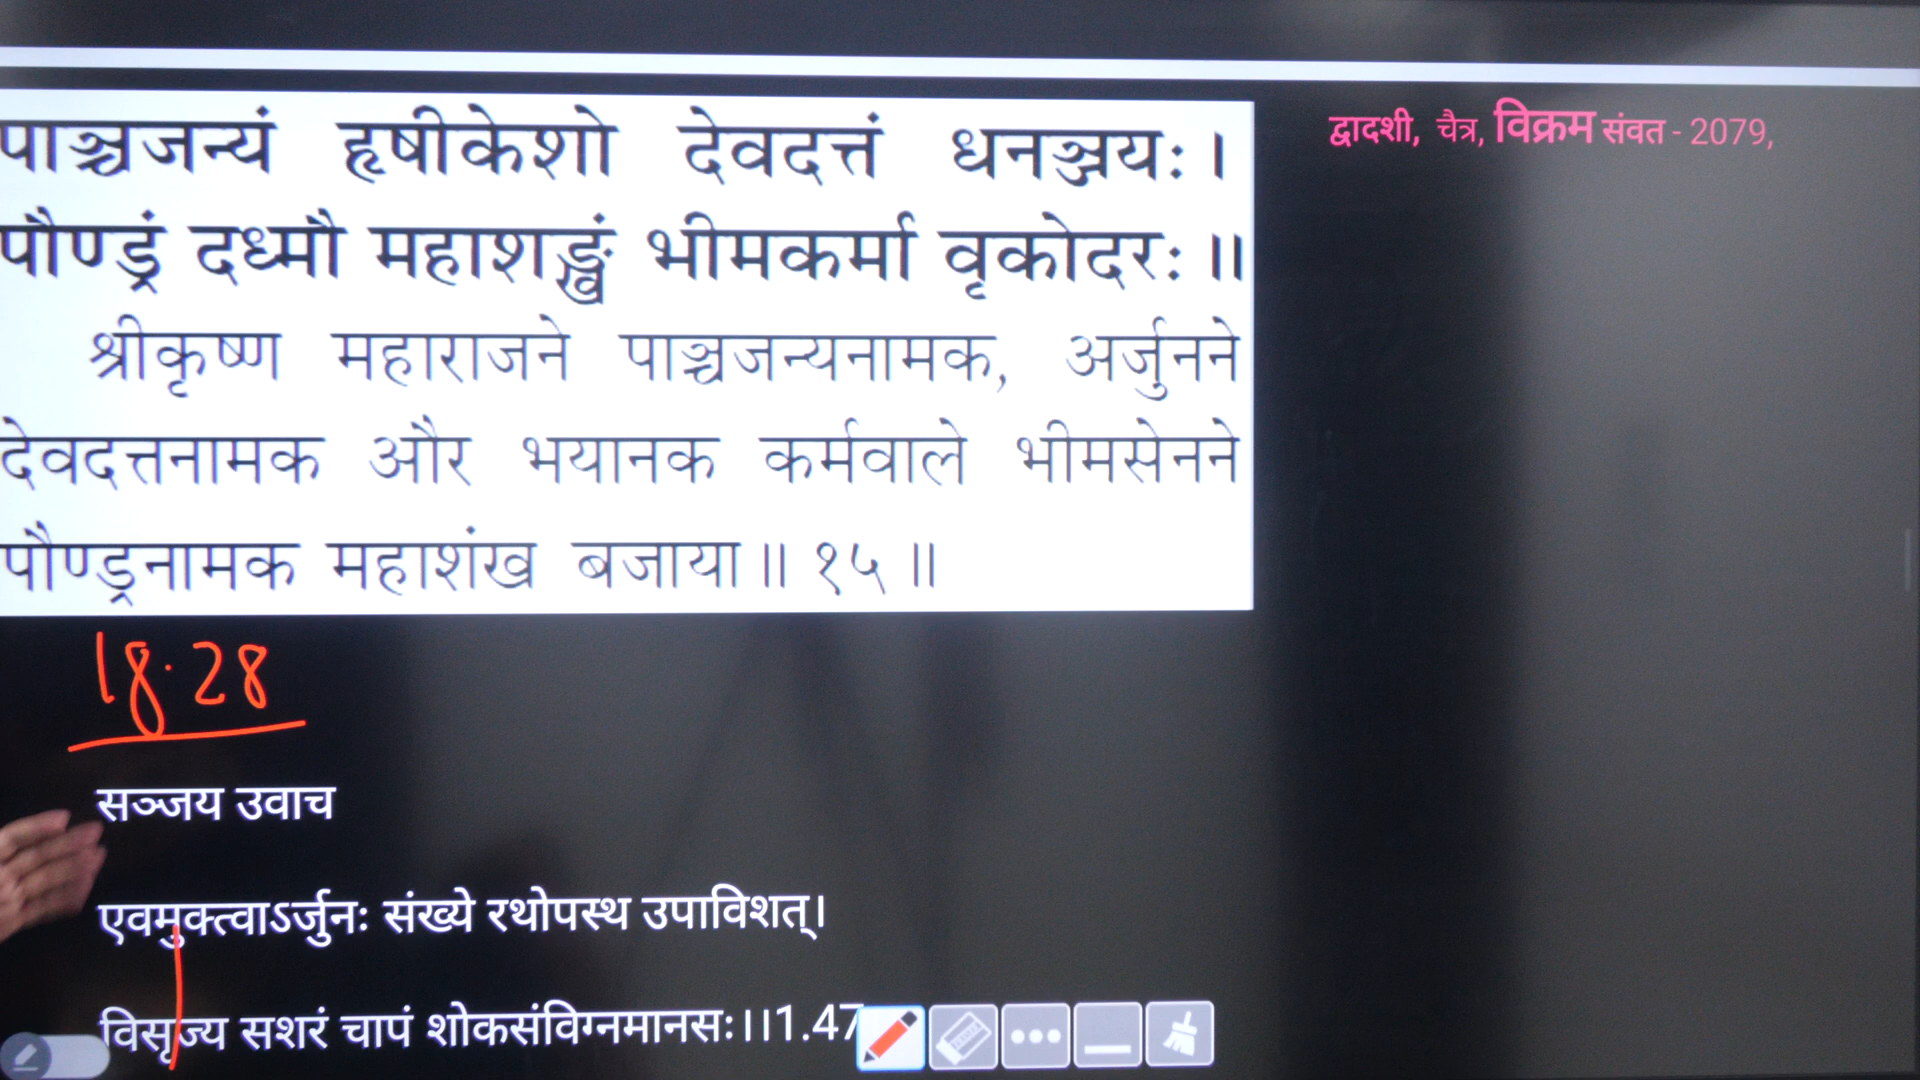 पाञ्चजन्यं हृषीकेशो देवदत्तं धनञ्जयः।
पौण्ड्रं दध्मौ महाशङ्खं भीमकर्मा वृकोदरः॥
श्रीकृष्ण महाराजने पाञ्चजन्यनामक, अर्जुनने
देवदत्तनामक और भयानक कर्मवाले भीमसेनने
पौण्ड्रनामक महाशंख बजाया॥ १५ ॥
द्वादशी, चैत्र, विक्रम संवत - 2079,
18.28
सञ्जय उवाच
एवमुक्त्वाऽर्जुनः संख्ये रथोपस्थ उपाविशत्।
विसृज्य सशरं चापं शोकसंविग्नमानसः।।1.47